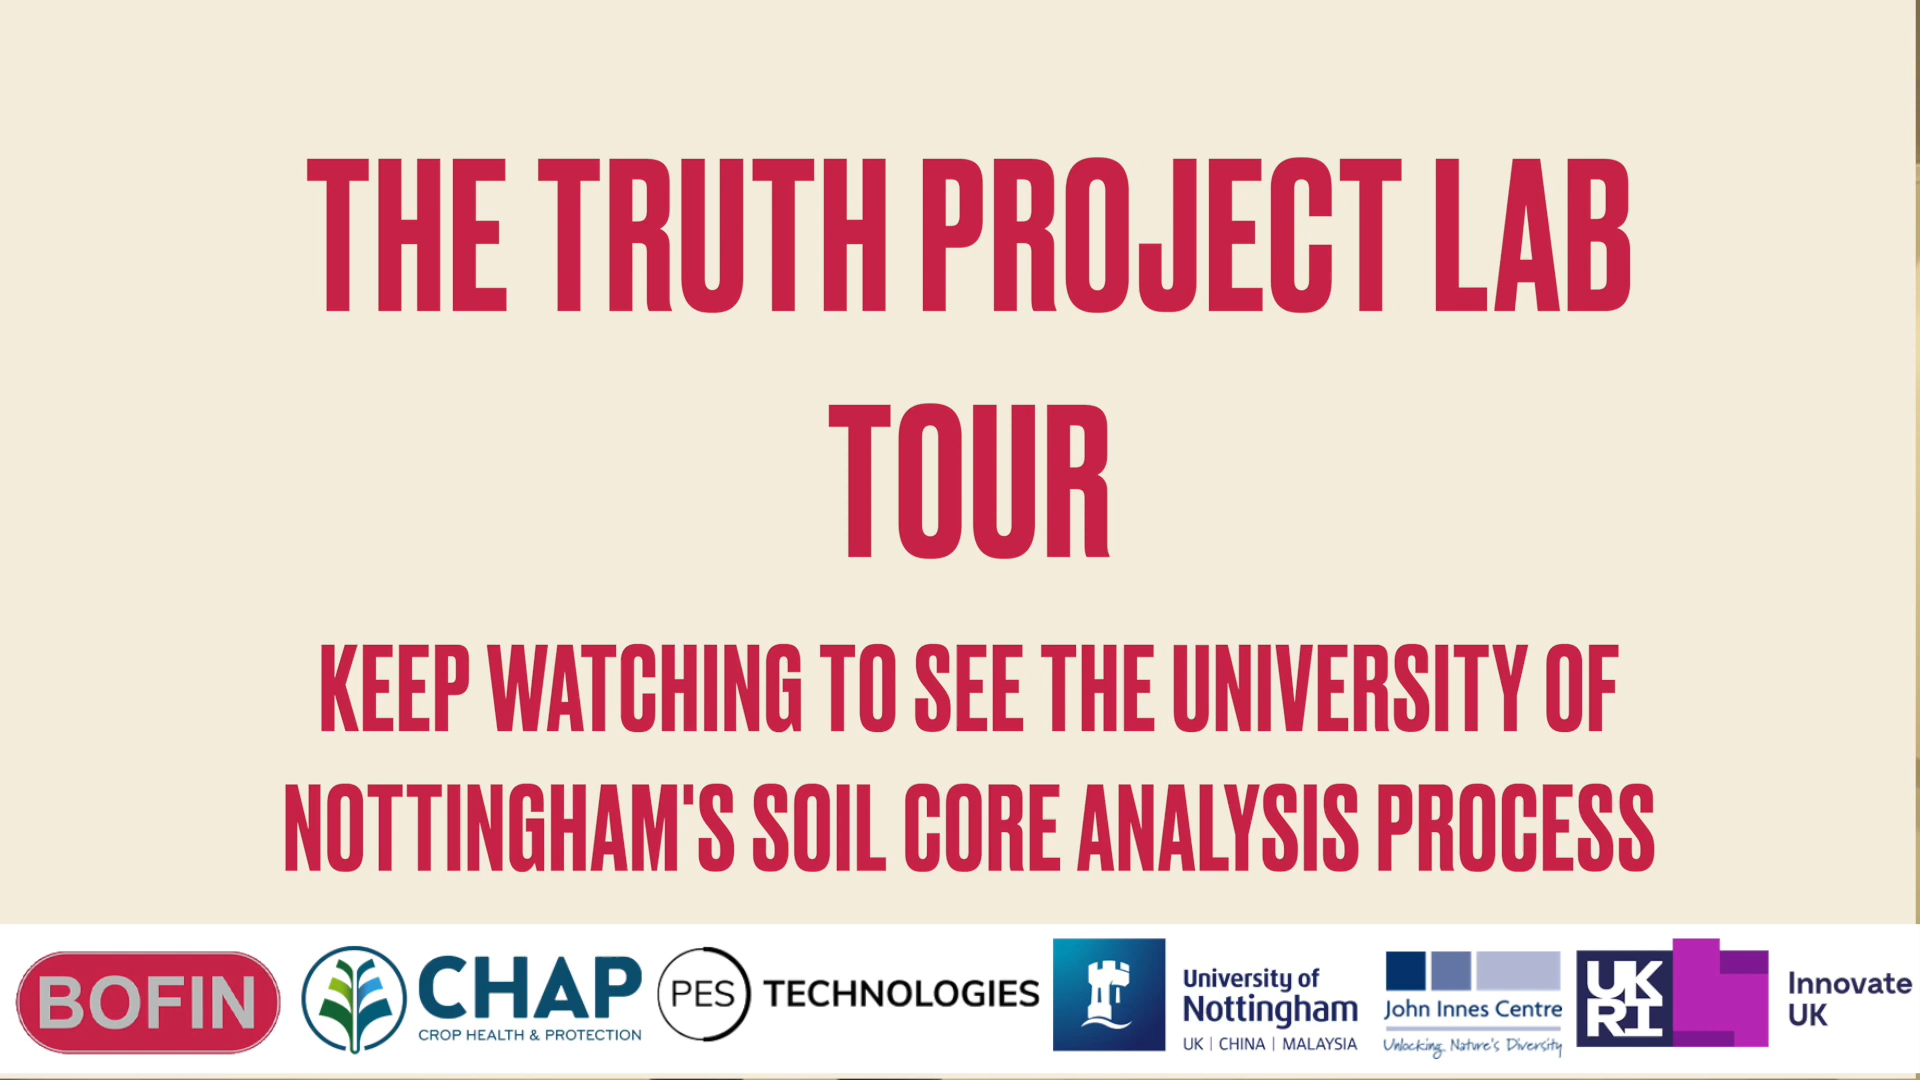 THE TRUTH PROJECT LAB
TOUR
KEEP WATCHING TO SEE THE UNIVERSITY OF
NOTTINGHAM'S SOIL CORE ANALYSIS PROCESS
BOFIN
CHAP
CROP HEALTH & PROTECTION
PES TECHNOLOGIES
University of
Nottingham
UK | CHINA | MALAYSIA
John Innes Centre
Unlocking Nature's Diversity
UK
RI
Innovate
UK